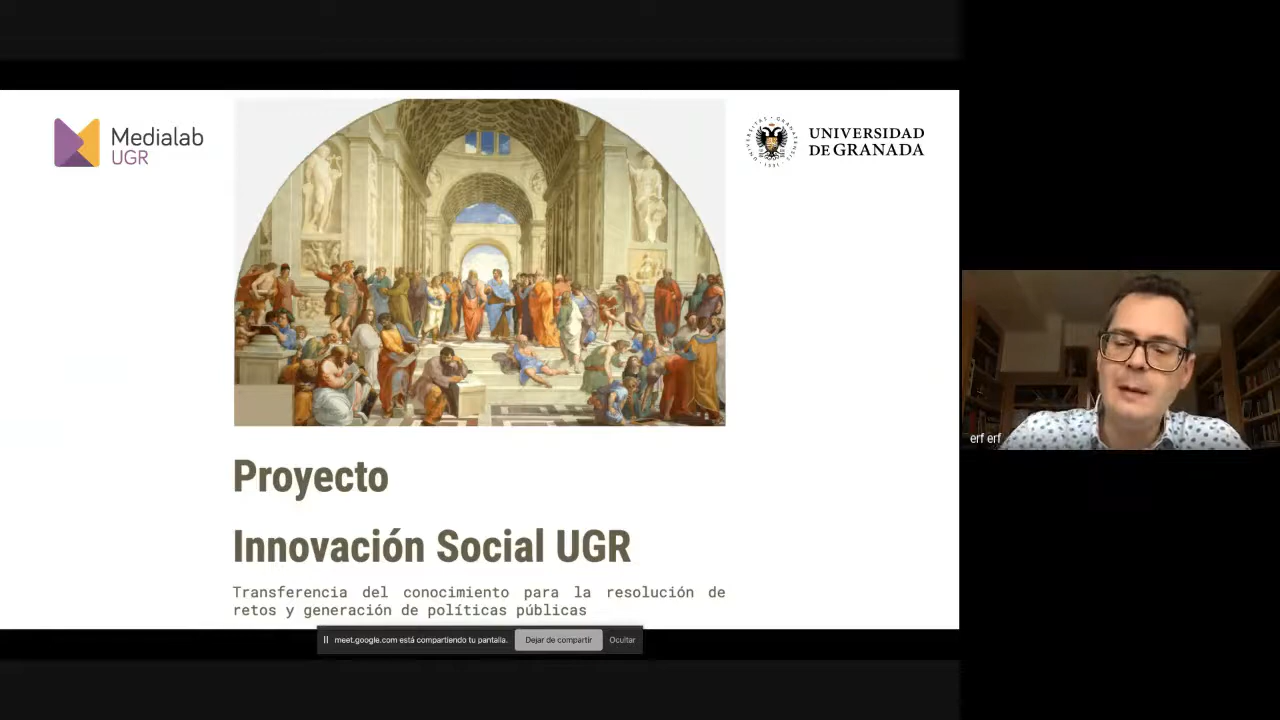 Medialab
UGR
UNIVERSIDAD
DE GRANADA
Proyecto
Innovación Social UGR
Transferencia del conocimiento para la resolución de
retos y generación de políticas públicas
meet.google.com está compartiendo tu pantalla.
Dejar de compartir
Ocultar
erf erf